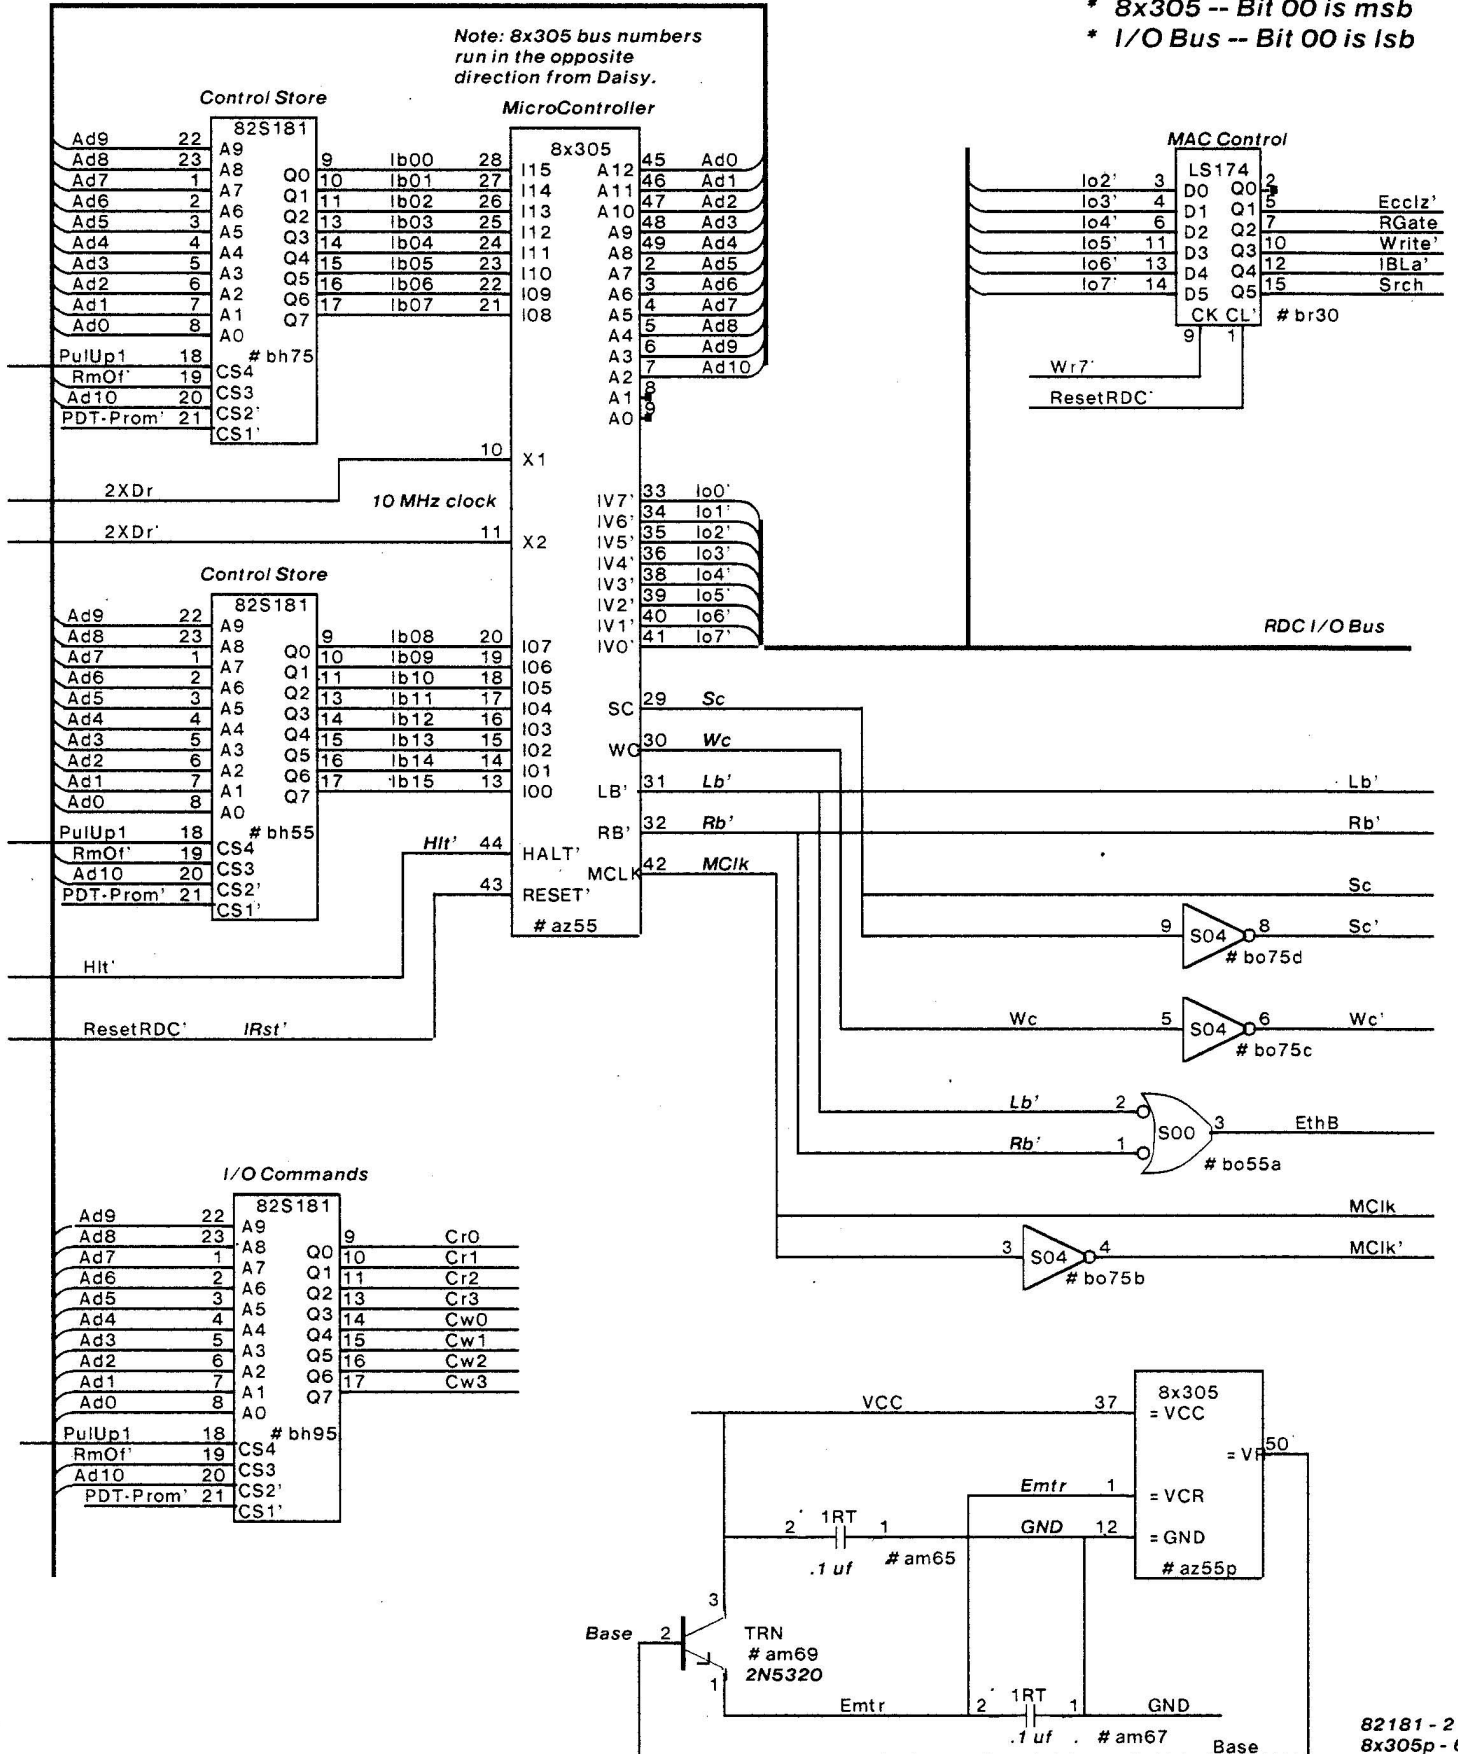 * 8x305 -- Bit 00 is msb
* I/O Bus -- Bit 00 is lsb
Note: 8x305 bus numbers
run in the opposite
direction from Daisy.
Control Store
MicroController
MAC Control
82S181
Ad9 22 A9
Ad8 23 A8
Ad7 1 A7
Ad6 2 A6
Ad5 3 A5
Ad4 4 A4
Ad3 5 A3
Ad2 6 A2
Ad1 7 A1
Ad0 8 A0
PulUp1 18 CS4
RmOf' 19 CS3
Ad10 20 CS2'
PDT-Prom' 21 CS1'
# bh75
Q0 9 Ib00 28 I15
Q1 10 Ib01 27 I14
Q2 11 Ib02 26 I13
Q3 13 Ib03 25 I12
Q4 14 Ib04 24 I11
Q5 15 Ib05 23 I10
Q6 16 Ib06 22 I09
Q7 17 Ib07 21 I08
8x305
A12 45 Ad0
A11 46 Ad1
A10 47 Ad2
A9 48 Ad3
A8 49 Ad4
A7 2 Ad5
A6 3 Ad6
A5 4 Ad7
A4 5 Ad8
A3 6 Ad9
A2 7 Ad10
A1 8
A0 9
LS174
Io2' 3 D0 Q0 2
Io3' 4 D1 Q1 5 Ecclz'
Io4' 6 D2 Q2 7 RGate
Io5' 11 D3 Q3 10 Write'
Io6' 13 D4 Q4 12 IBLa'
Io7' 14 D5 Q5 15 Srch
CK CL' # br30
9 1
Wr7'
ResetRDC'
10 X1
2XDr
10 MHz clock
2XDr' 11 X2
IV7' 33 Io0'
IV6' 34 Io1'
IV5' 35 Io2'
IV4' 36 Io3'
IV3' 38 Io4'
IV2' 39 Io5'
IV1' 40 Io6'
IV0' 41 Io7'
RDC I/O Bus
Control Store
82S181
Ad9 22 A9
Ad8 23 A8
Ad7 1 A7
Ad6 2 A6
Ad5 3 A5
Ad4 4 A4
Ad3 5 A3
Ad2 6 A2
Ad1 7 A1
Ad0 8 A0
PulUp1 18 CS4
RmOf' 19 CS3
Ad10 20 CS2'
PDT-Prom' 21 CS1'
# bh55
Q0 9 Ib08 20 I07
Q1 10 Ib09 19 I06
Q2 11 Ib10 18 I05
Q3 13 Ib11 17 I04
Q4 14 Ib12 16 I03
Q5 15 Ib13 15 I02
Q6 16 Ib14 14 I01
Q7 17 Ib15 13 I00
SC 29 Sc
WC 30 Wc
LB' 31 Lb' Lb'
RB' 32 Rb' Rb'
MCLK 42 MClk
Hlt' 44 HALT'
43 RESET'
# az55
Hlt'
ResetRDC' IRst'
Sc
9 S04 8 Sc'
# bo75d
Wc 5 S04 6 Wc'
# bo75c
Lb' 2
S00 3 EthB
Rb' 1
# bo55a
MClk
3 S04 4 MClk'
# bo75b
I/O Commands
82S181
Ad9 22 A9
Ad8 23 A8
Ad7 1 A7
Ad6 2 A6
Ad5 3 A5
Ad4 4 A4
Ad3 5 A3
Ad2 6 A2
Ad1 7 A1
Ad0 8 A0
PulUp1 18 CS4
RmOf' 19 CS3
Ad10 20 CS2'
PDT-Prom' 21 CS1'
# bh95
Q0 9 Cr0
Q1 10 Cr1
Q2 11 Cr2
Q3 13 Cr3
Q4 14 Cw0
Q5 15 Cw1
Q6 16 Cw2
Q7 17 Cw3
8x305
VCC 37 = VCC
50
Emtr 1 = VCR
GND 12 = GND
# az55p
2 1RT 1
.1 uf # am65
Base 2 3 1
TRN
# am69
2N5320
Emtr 2 1RT 1 GND
.1 uf # am67
Base
82181 - 2
8x305p -